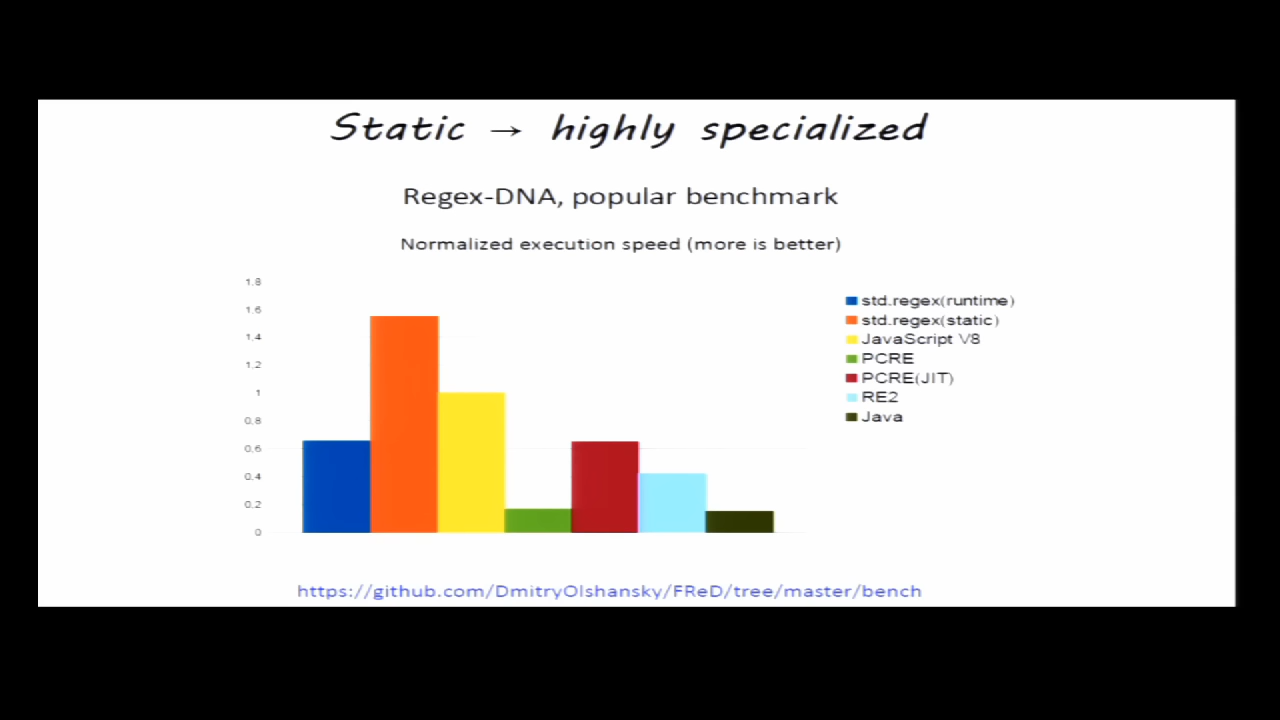 Static → highly specialized
Regex-DNA, popular benchmark
Normalized execution speed (more is better)
1.8
1.6
1.4
1.2
1
0.8
0.6
0.4
0.2
0
std.regex(runtime)
std.regex(static)
JavaScript V8
PCRE
PCRE(JIT)
RE2
Java
https://github.com/DmitryOlshansky/FReD/tree/master/bench